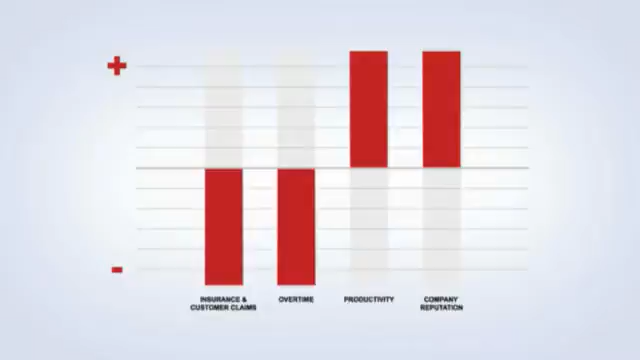 +
-
INSURANCE &
CUSTOMER CLAIMS
OVERTIME
PRODUCTIVITY
COMPANY
REPUTATION